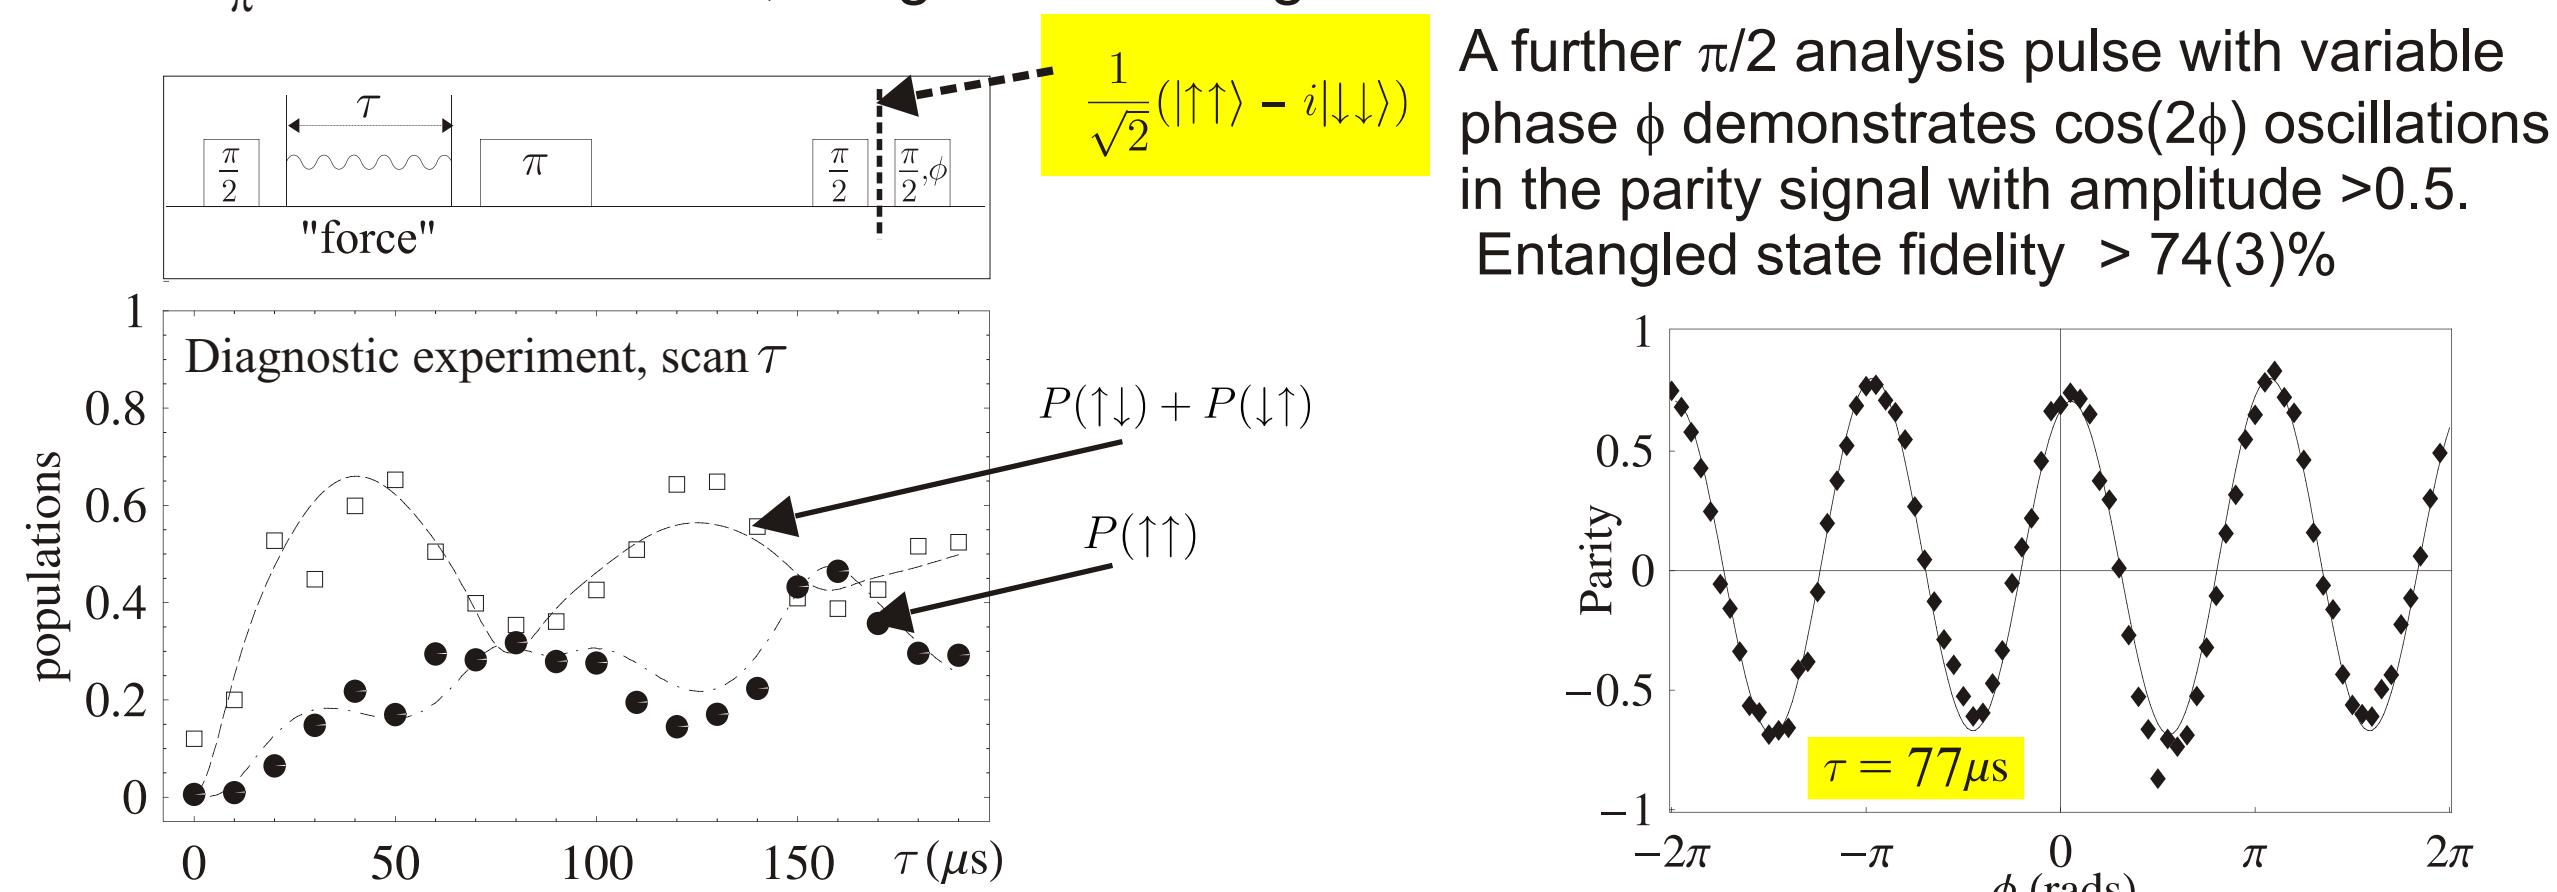 π
τ
π/2
π
π/2
π/2,ϕ
"force"
1/√2(|↑↑⟩ − i|↓↓⟩)
A further π/2 analysis pulse with variable
phase ϕ demonstrates cos(2ϕ) oscillations
in the parity signal with amplitude >0.5.
Entangled state fidelity > 74(3)%
Diagnostic experiment, scan τ
populations
1
0.8
0.6
0.4
0.2
0
0 50 100 150 τ (μs)
P(↑↓) + P(↓↑)
P(↑↑)
Parity
1
0.5
0
−0.5
−1
τ = 77μs
−2π −π 0 π 2π
ϕ (rads)